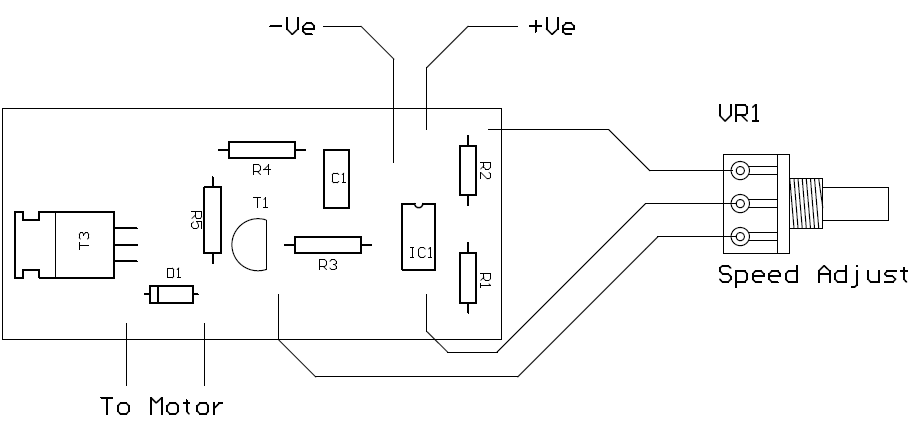 -Ve
+Ve
VR1
R4
C1
R2
T1
R5
T3
IC1
R3
D1
R1
Speed Adjust
To Motor